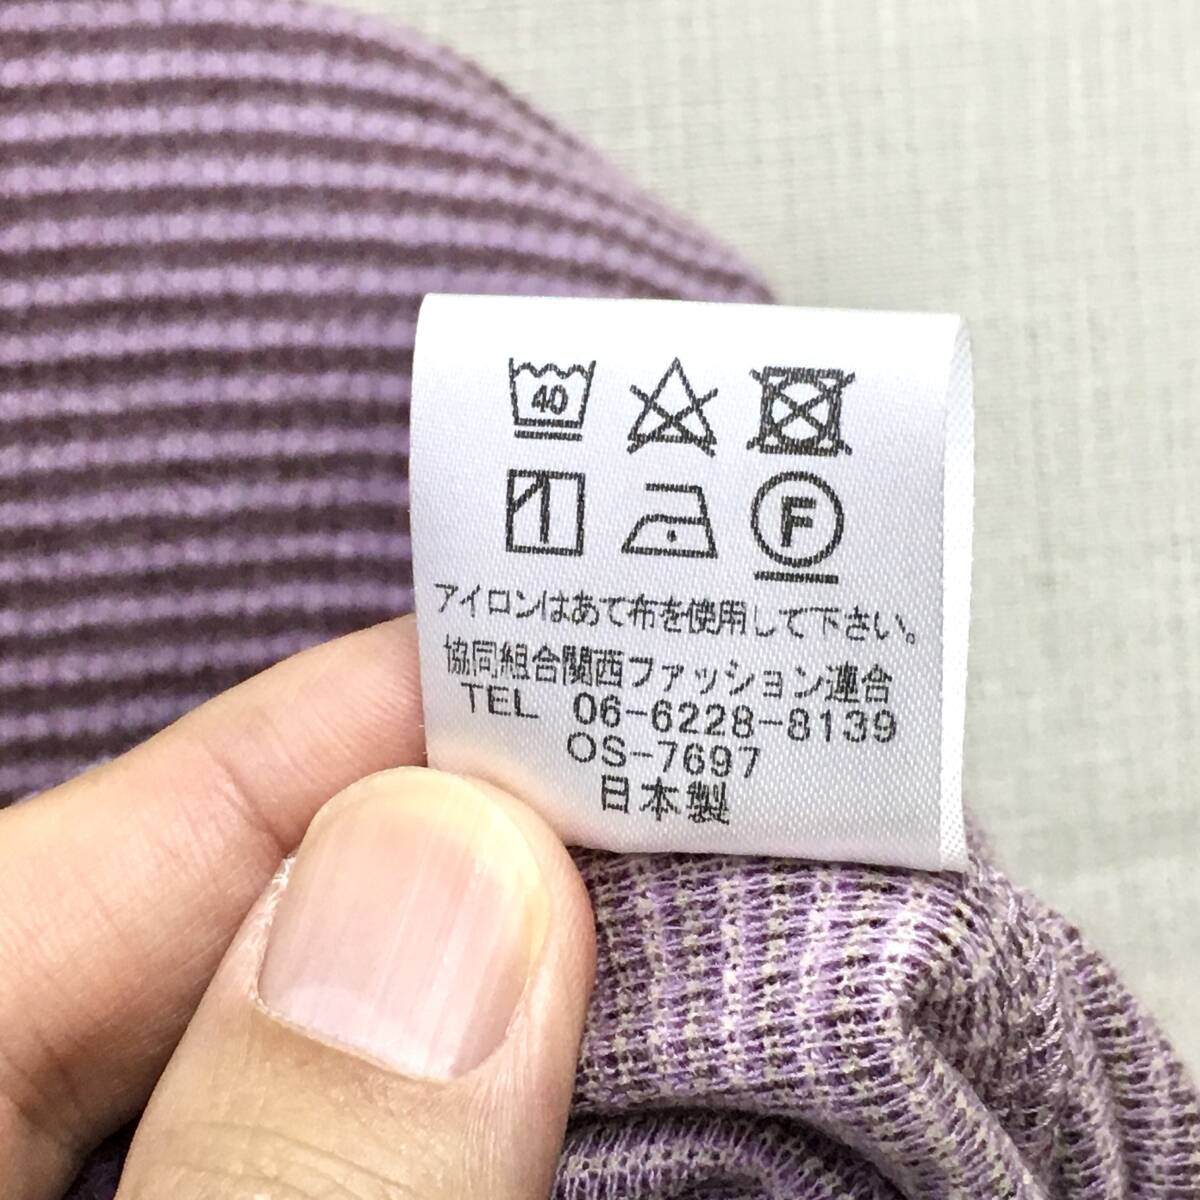 40
F
アイロンはあて布を使用して下さい。
協同組合関西ファッション連合
TEL 06-6228-8139
OS-7697
日本製